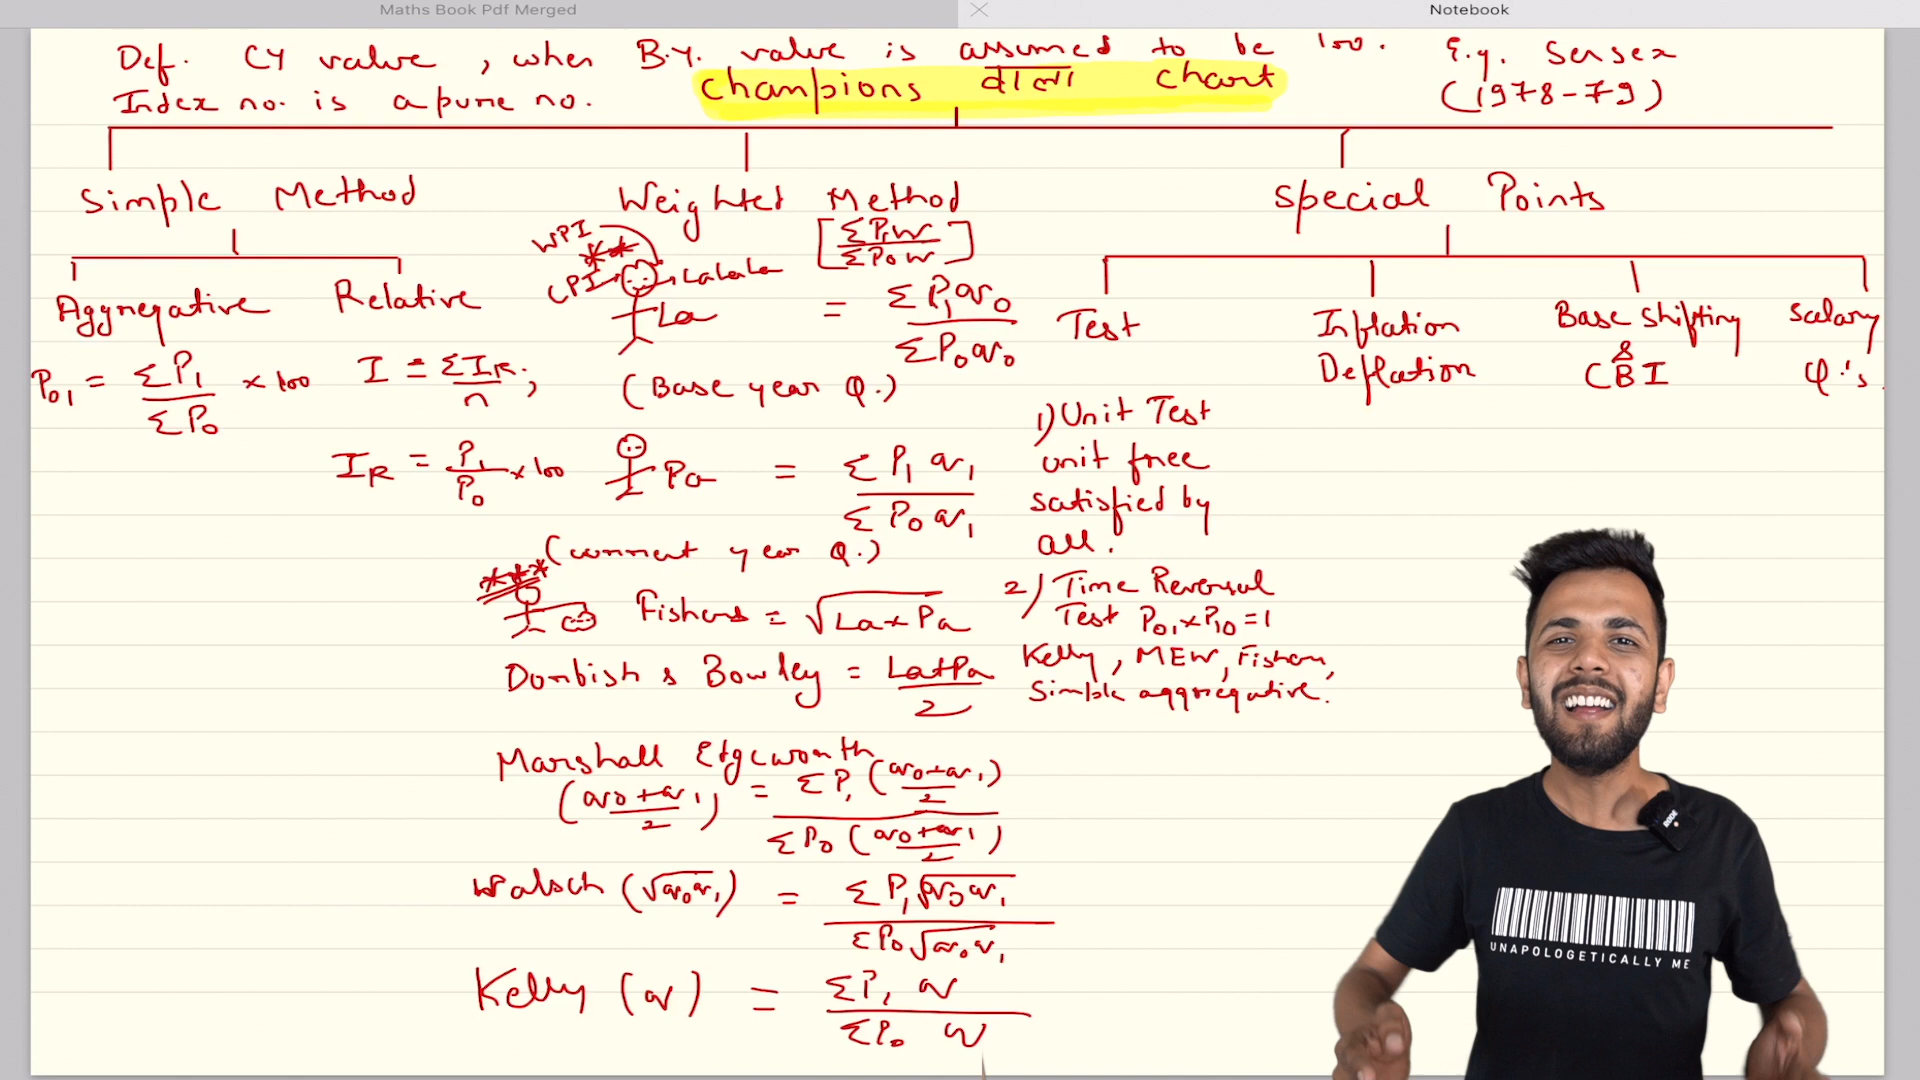 Maths Book Pdf Merged
Notebook
Def. CY value, when B.Y. value is assumed to be 100. E.g. Sensex
Index no. is a pure no. (1978-79)
Champions वाला Chart
Simple Method
Weighted Method
Special Points
[ΣP₁W/ΣP₀W]
WPI
***
CPI
Lalala
Aggregative Relative
P₀₁ = ΣP₁/ΣP₀ × 100
I = ΣIR/n;
IR = P₁/P₀ × 100
La = ΣP₁q₀/ΣP₀q₀
(Base year Q.)
Pa = ΣP₁q₁/ΣP₀q₁
(current year Q.)
***
Fishers = √La×Pa
Dorbish & Bowley = La+Pa/2
Marshall Edgeworth
(q₀+q₁/2) = ΣP₁(q₀+q₁/2)/ΣP₀(q₀+q₁/2)
Walsch (√q₀q₁) = ΣP₁√q₀q₁/ΣP₀√q₀q₁
Kelly (q) = ΣP₁q/ΣP₀
Test
Inflation
Deflation
Base Shifting
&
CBI
Salary
Q's.
1) Unit Test
unit free
satisfied by
all.
2) Time Reversal
Test P₀₁×P₁₀=1
Kelly, MEW, Fisher,
Simple aggregative.
RODE
UNAPOLOGETICALLY ME